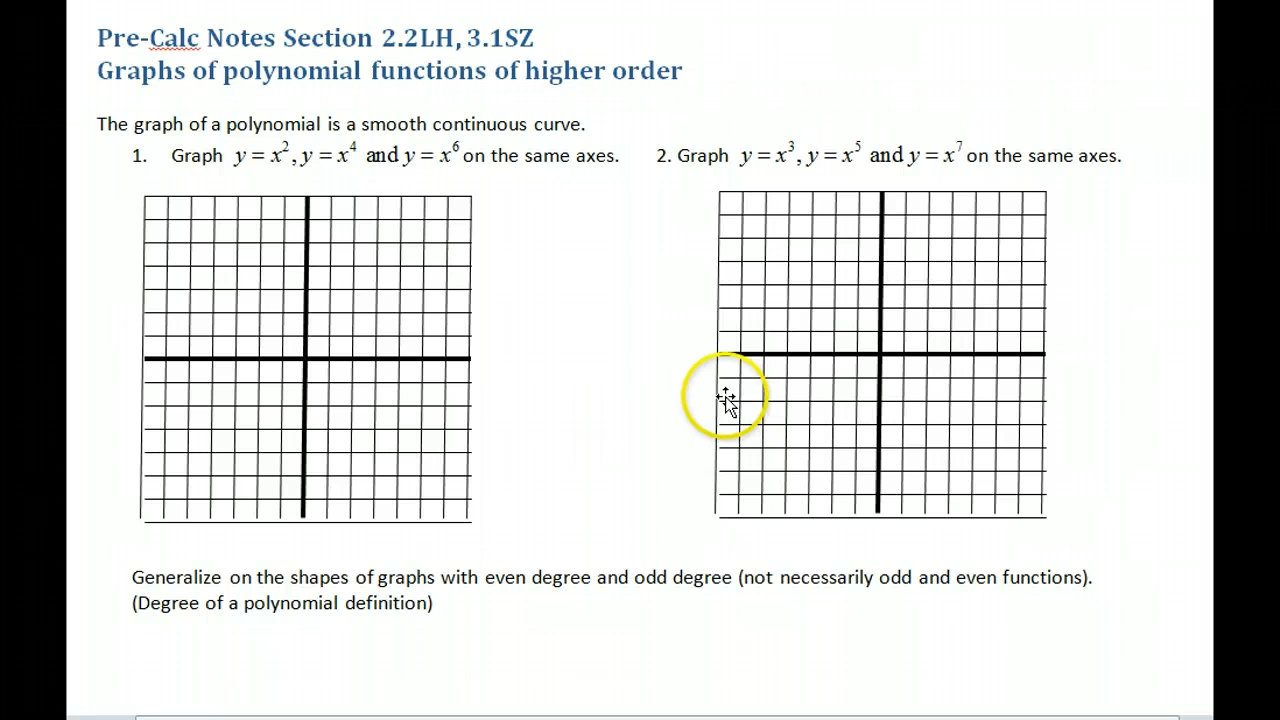 Pre-Calc Notes Section 2.2LH, 3.1SZ
Graphs of polynomial functions of higher order
The graph of a polynomial is a smooth continuous curve.
1. Graph y = x², y = x⁴ and y = x⁶ on the same axes.
2. Graph y = x³, y = x⁵ and y = x⁷ on the same axes.
Generalize on the shapes of graphs with even degree and odd degree (not necessarily odd and even functions).
(Degree of a polynomial definition)